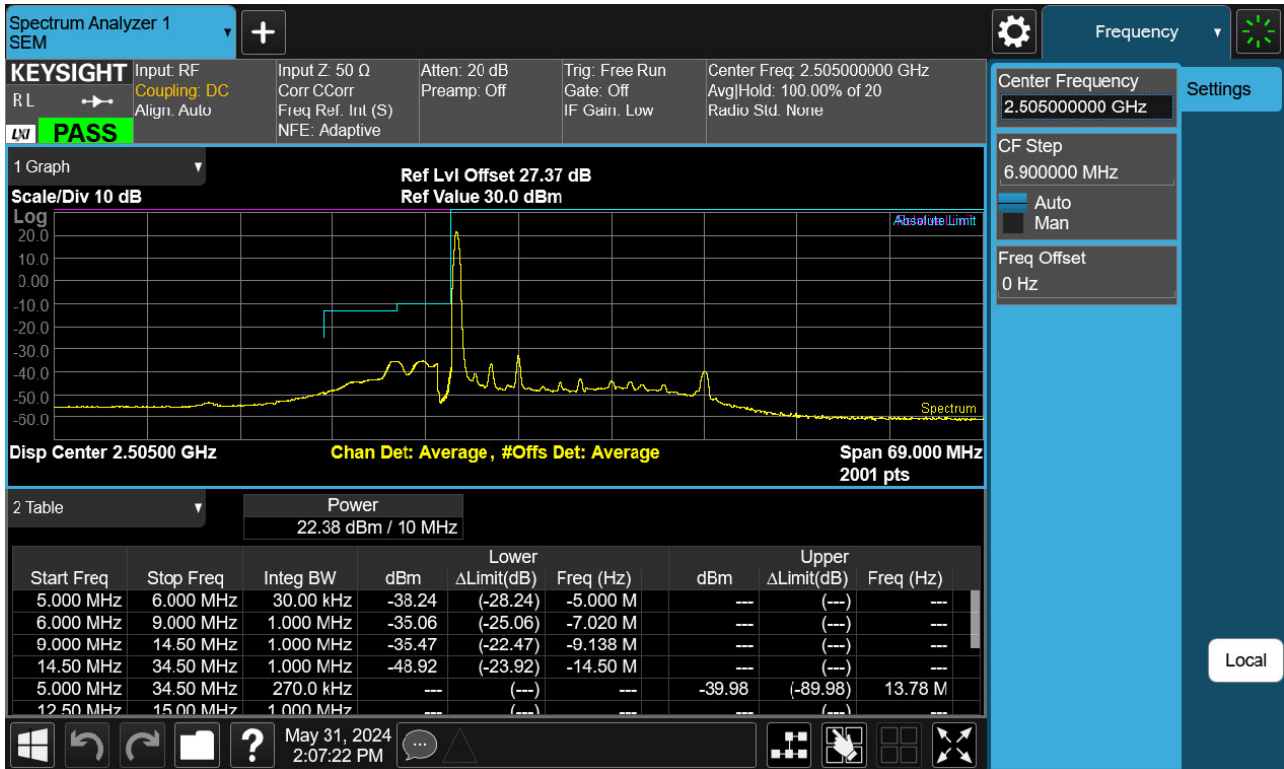 Spectrum Analyzer 1
SEM
Frequency
KEYSIGHT
R L
LXI
PASS
Input: RF
Coupling: DC
Align: Auto
Input Z: 50 Ω
Corr CCorr
Freq Ref: Int (S)
NFE: Adaptive
Atten: 20 dB
Preamp: Off
Trig: Free Run
Gate: Off
IF Gain: Low
Center Freq: 2.505000000 GHz
Avg|Hold: 100.00% of 20
Radio Std: None
Center Frequency
2.505000000 GHz
Settings
CF Step
6.900000 MHz
Auto
Man
Freq Offset
0 Hz
Local
1 Graph
Scale/Div 10 dB
Ref Lvl Offset 27.37 dB
Ref Value 30.0 dBm
Log
20.0
10.0
0.00
-10.0
-20.0
-30.0
-40.0
-50.0
-60.0
Limit
Spectrum
Disp Center 2.50500 GHz
Chan Det: Average, #Offs Det: Average
Span 69.000 MHz
2001 pts
2 Table
Power
22.38 dBm / 10 MHz
Lower Upper
Start Freq Stop Freq Integ BW dBm ΔLimit(dB) Freq (Hz) dBm ΔLimit(dB) Freq (Hz)
5.000 MHz 6.000 MHz 30.00 kHz -38.24 (-28.24) -5.000 M --- (---) ---
6.000 MHz 9.000 MHz 1.000 MHz -35.06 (-25.06) -7.020 M --- (---) ---
9.000 MHz 14.50 MHz 1.000 MHz -35.47 (-22.47) -9.138 M --- (---) ---
14.50 MHz 34.50 MHz 1.000 MHz -48.92 (-23.92) -14.50 M --- (---) ---
5.000 MHz 34.50 MHz 270.0 kHz --- (---) --- -39.98 (-89.98) 13.78 M
12.50 MHz 15.00 MHz 1.000 MHz --- (---) --- --- (---) ---
May 31, 2024
2:07:22 PM